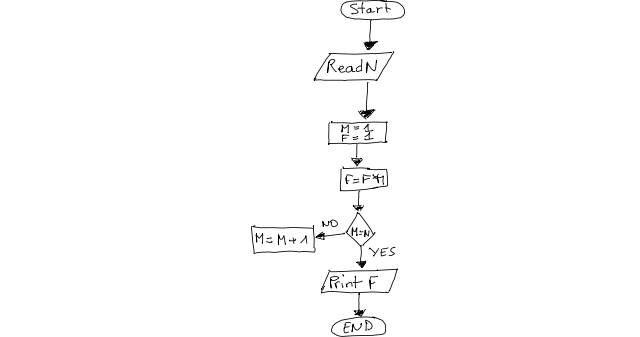 Start
Read N
M = 1
F = 1
F = F*M
M=N
NO
M = M + 1
YES
Print F
END